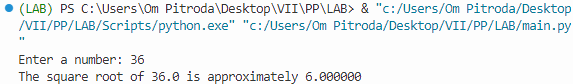 (LAB) PS C:\Users\Om Pitroda\Desktop\VII\PP\LAB> & "c:/Users/Om Pitroda/Desktop
/VII/PP/LAB/Scripts/python.exe" "c:/Users/Om Pitroda/Desktop/VII/PP/LAB/main.py
"
Enter a number: 36
The square root of 36.0 is approximately 6.000000